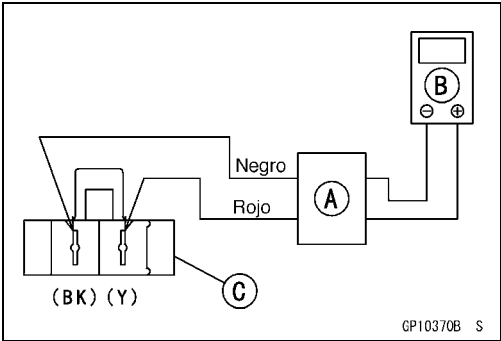 B
Negro
A
Rojo
C
(BK) (Y)
GP10370B S